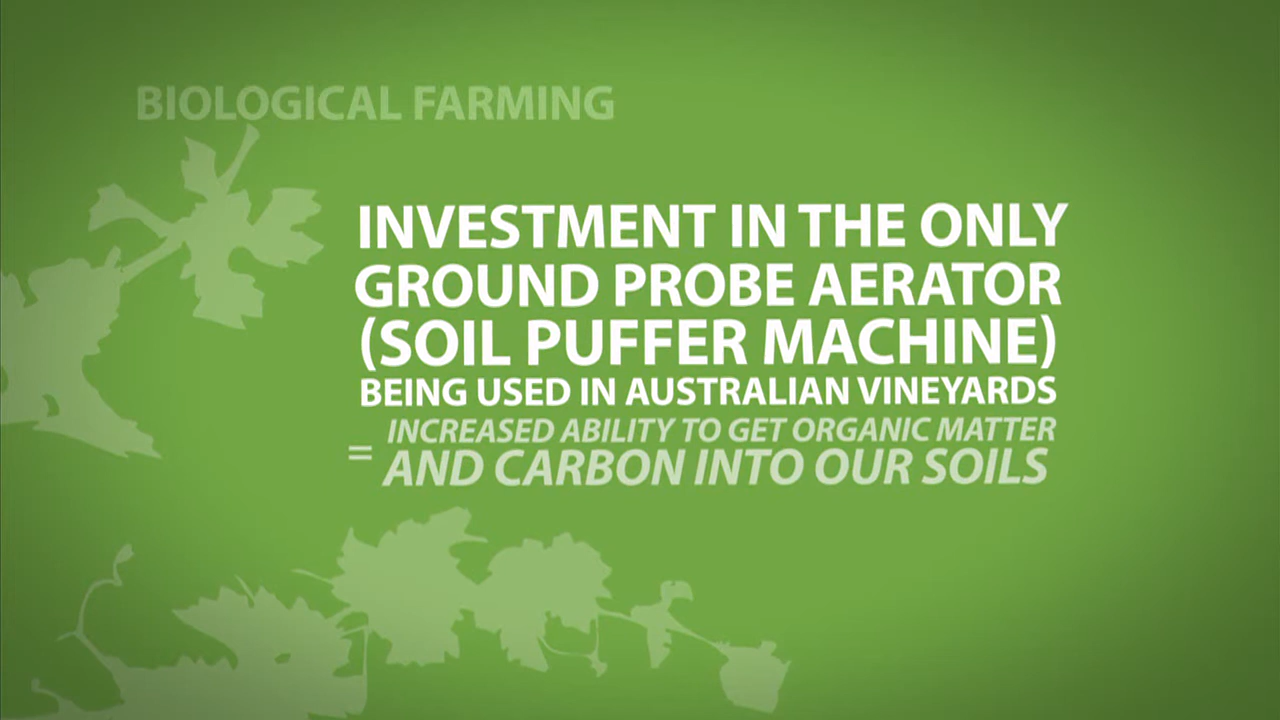 BIOLOGICAL FARMING
INVESTMENT IN THE ONLY
GROUND PROBE AERATOR
(SOIL PUFFER MACHINE)
BEING USED IN AUSTRALIAN VINEYARDS
= INCREASED ABILITY TO GET ORGANIC MATTER
AND CARBON INTO OUR SOILS